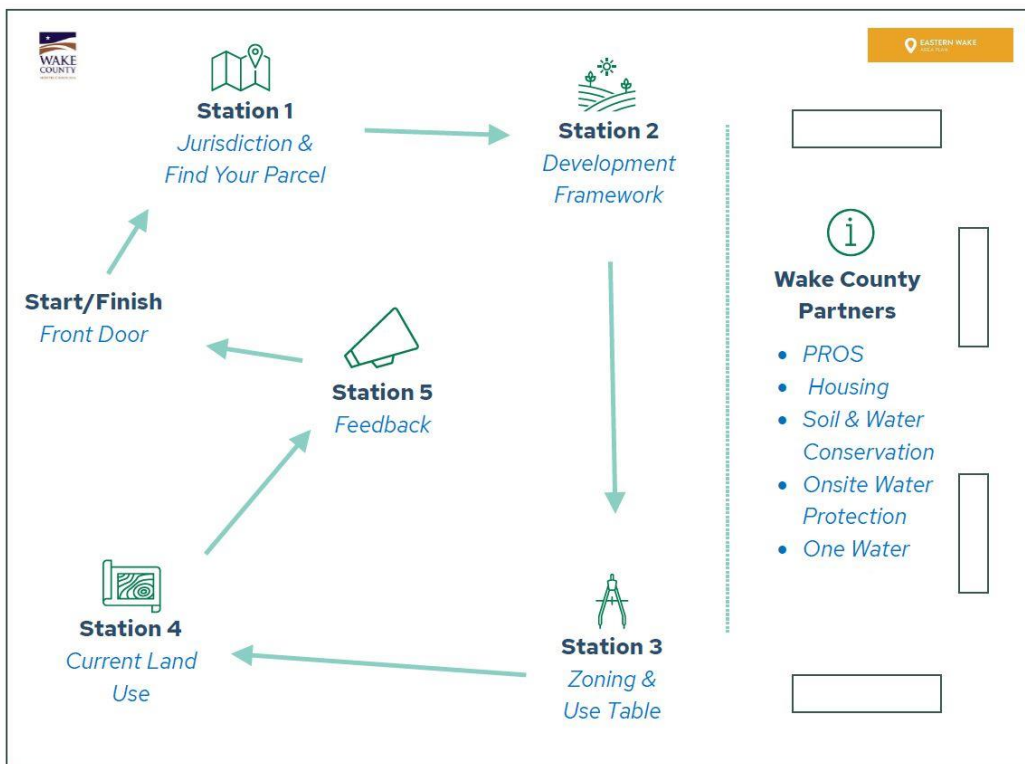 WAKE
COUNTY
EASTERN WAKE
AREA PLAN
Station 1
Jurisdiction &
Find Your Parcel
Station 2
Development
Framework
Start/Finish
Front Door
Station 5
Feedback
Wake County
Partners
• PROS
• Housing
• Soil & Water
Conservation
• Onsite Water
Protection
• One Water
Station 4
Current Land
Use
Station 3
Zoning &
Use Table